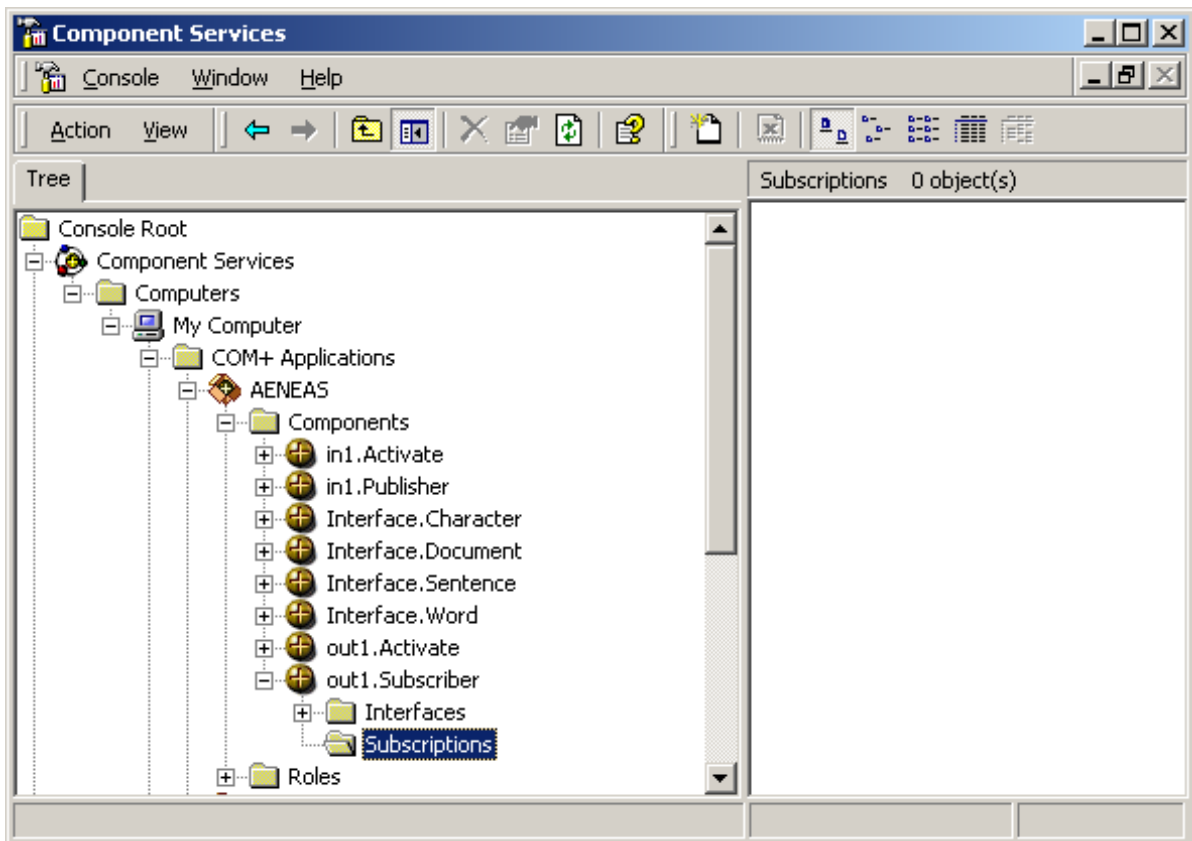 Component Services
Console Window Help
Action View
Tree
Subscriptions 0 object(s)
Console Root
Component Services
Computers
My Computer
COM+ Applications
AENEAS
Components
in1.Activate
in1.Publisher
Interface.Character
Interface.Document
Interface.Sentence
Interface.Word
out1.Activate
out1.Subscriber
Interfaces
Subscriptions
Roles